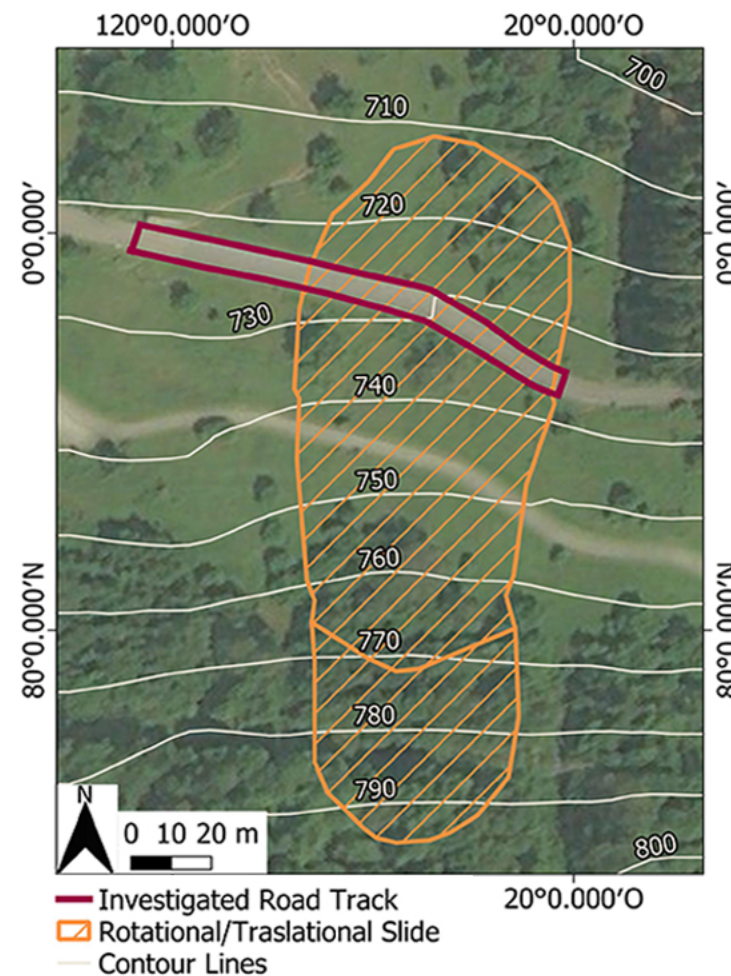 120°0.000′O 20°0.000′O
700
710
720
0°0.000′ 0°0.000′
730
740
750
760
80°0.000′N 80°0.000′N
770
780
790
N
0 10 20 m
800
Investigated Road Track 20°0.000′O
Rotational/Traslational Slide
Contour Lines